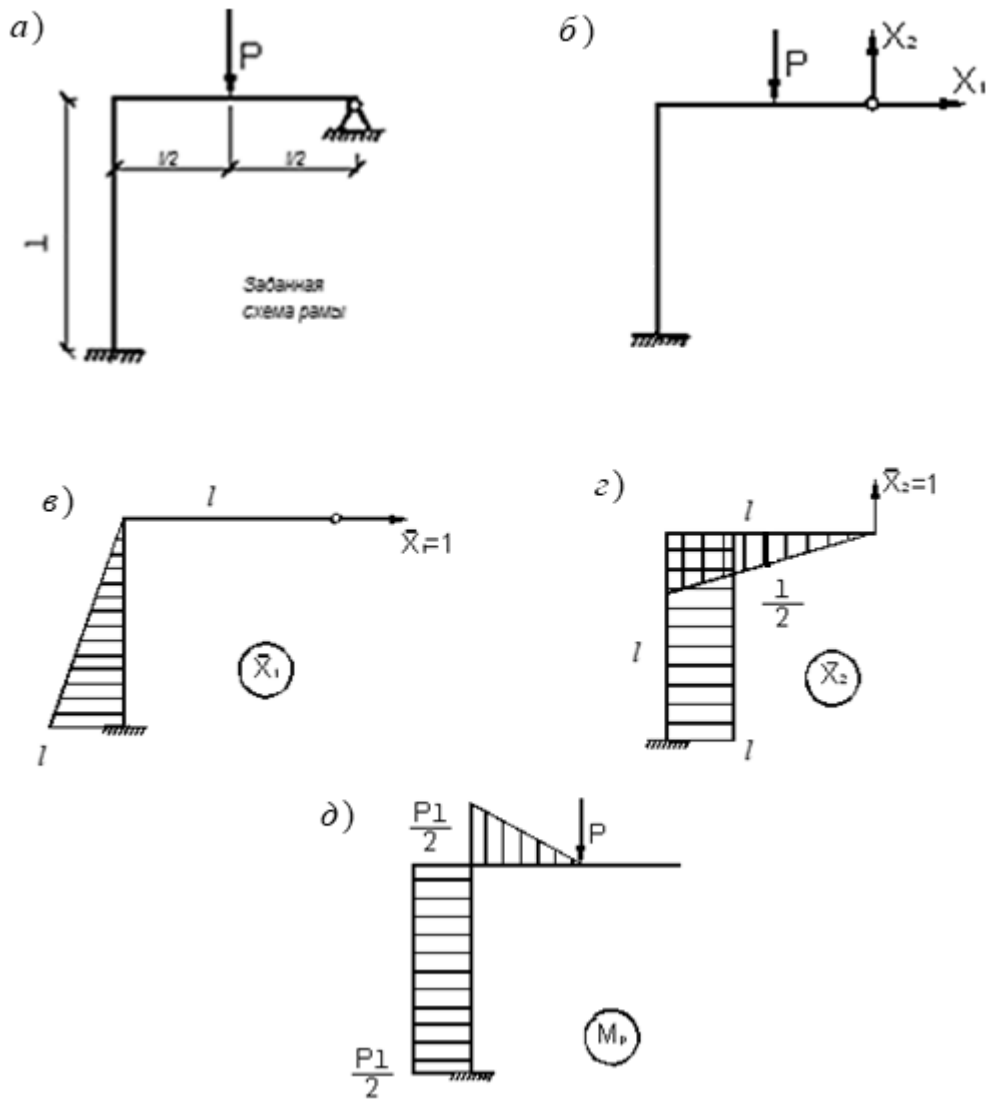 а)
P
l/2 l/2
l
Заданная
схема рамы
б)
P
X₂
X₁
в)
l
X̄₁=1
l
X̄₁
г)
X̄₂=1
l
1/2
l
X̄₂
l
д)
Pl/2
P
Mₚ
Pl/2